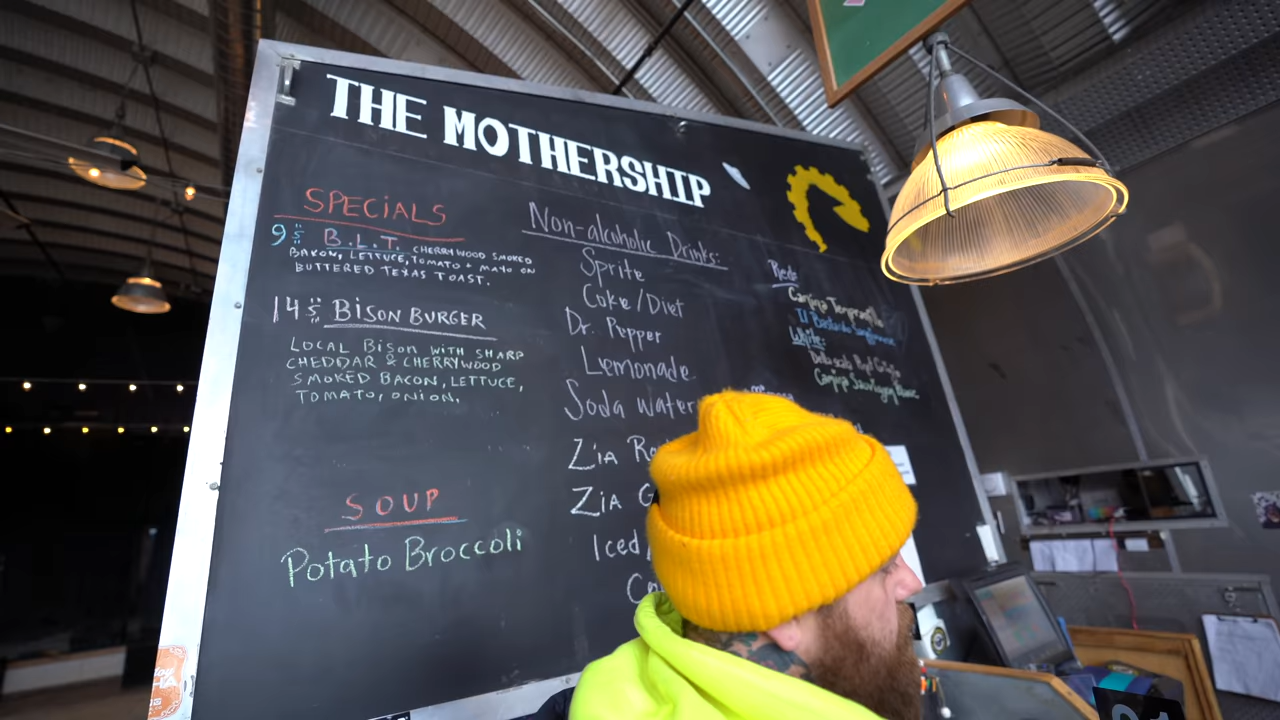 THE MOTHERSHIP
SPECIALS
9 B.L.T. CHERRYWOOD SMOKED
BACON, LETTUCE, TOMATO + MAYO ON
BUTTERED TEXAS TOAST.
14 BISON BURGER
LOCAL BISON WITH SHARP
CHEDDAR & CHERRYWOOD
SMOKED BACON, LETTUCE,
TOMATO, ONION.
SOUP
Potato Broccoli
Non-alcoholic Drinks:
Sprite
Coke/Diet
Dr. Pepper
Lemonade
Soda Water
ZIA
ZIA
Iced
Reds
White: